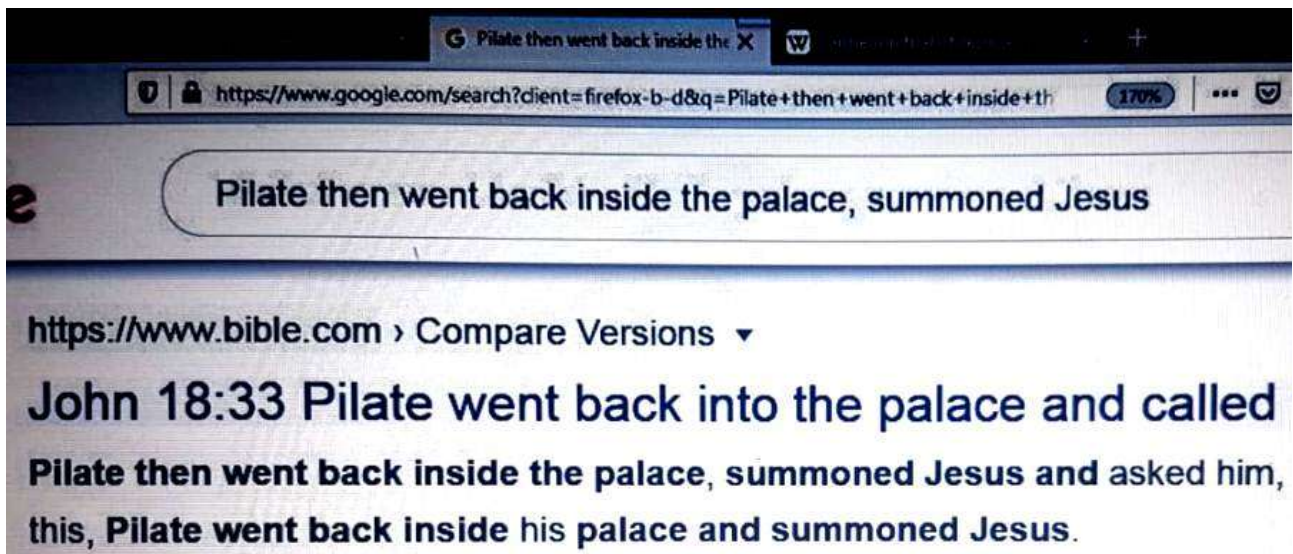 G Pilate then went back inside the X W
https://www.google.com/search?client=firefox-b-d&q=Pilate+then+went+back+inside+th 170%
e Pilate then went back inside the palace, summoned Jesus
https://www.bible.com › Compare Versions
John 18:33 Pilate went back into the palace and called
Pilate then went back inside the palace, summoned Jesus and asked him,
this, Pilate went back inside his palace and summoned Jesus.